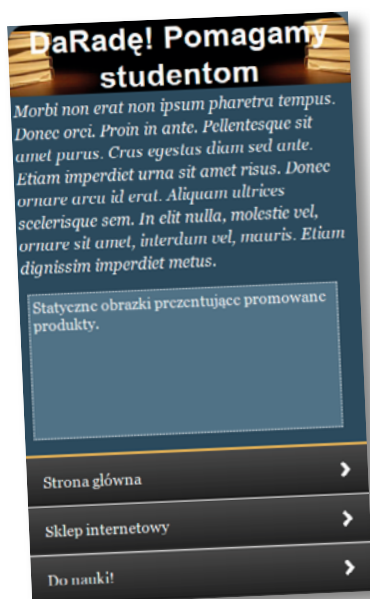 DaRadę! Pomagamy
studentom
Morbi non erat non ipsum pharetra tempus.
Donec orci. Proin in ante. Pellentesque sit
amet purus. Cras egestas diam sed ante.
Etiam imperdiet urna sit amet risus. Donec
ornare arcu id erat. Aliquam ultrices
scelerisque sem. In elit nulla, molestie vel,
ornare sit amet, interdum vel, mauris. Etiam
dignissim imperdiet metus.
Statyczne obrazki prezentujące promowane
produkty.
Strona główna
Sklep internetowy
Do nauki!